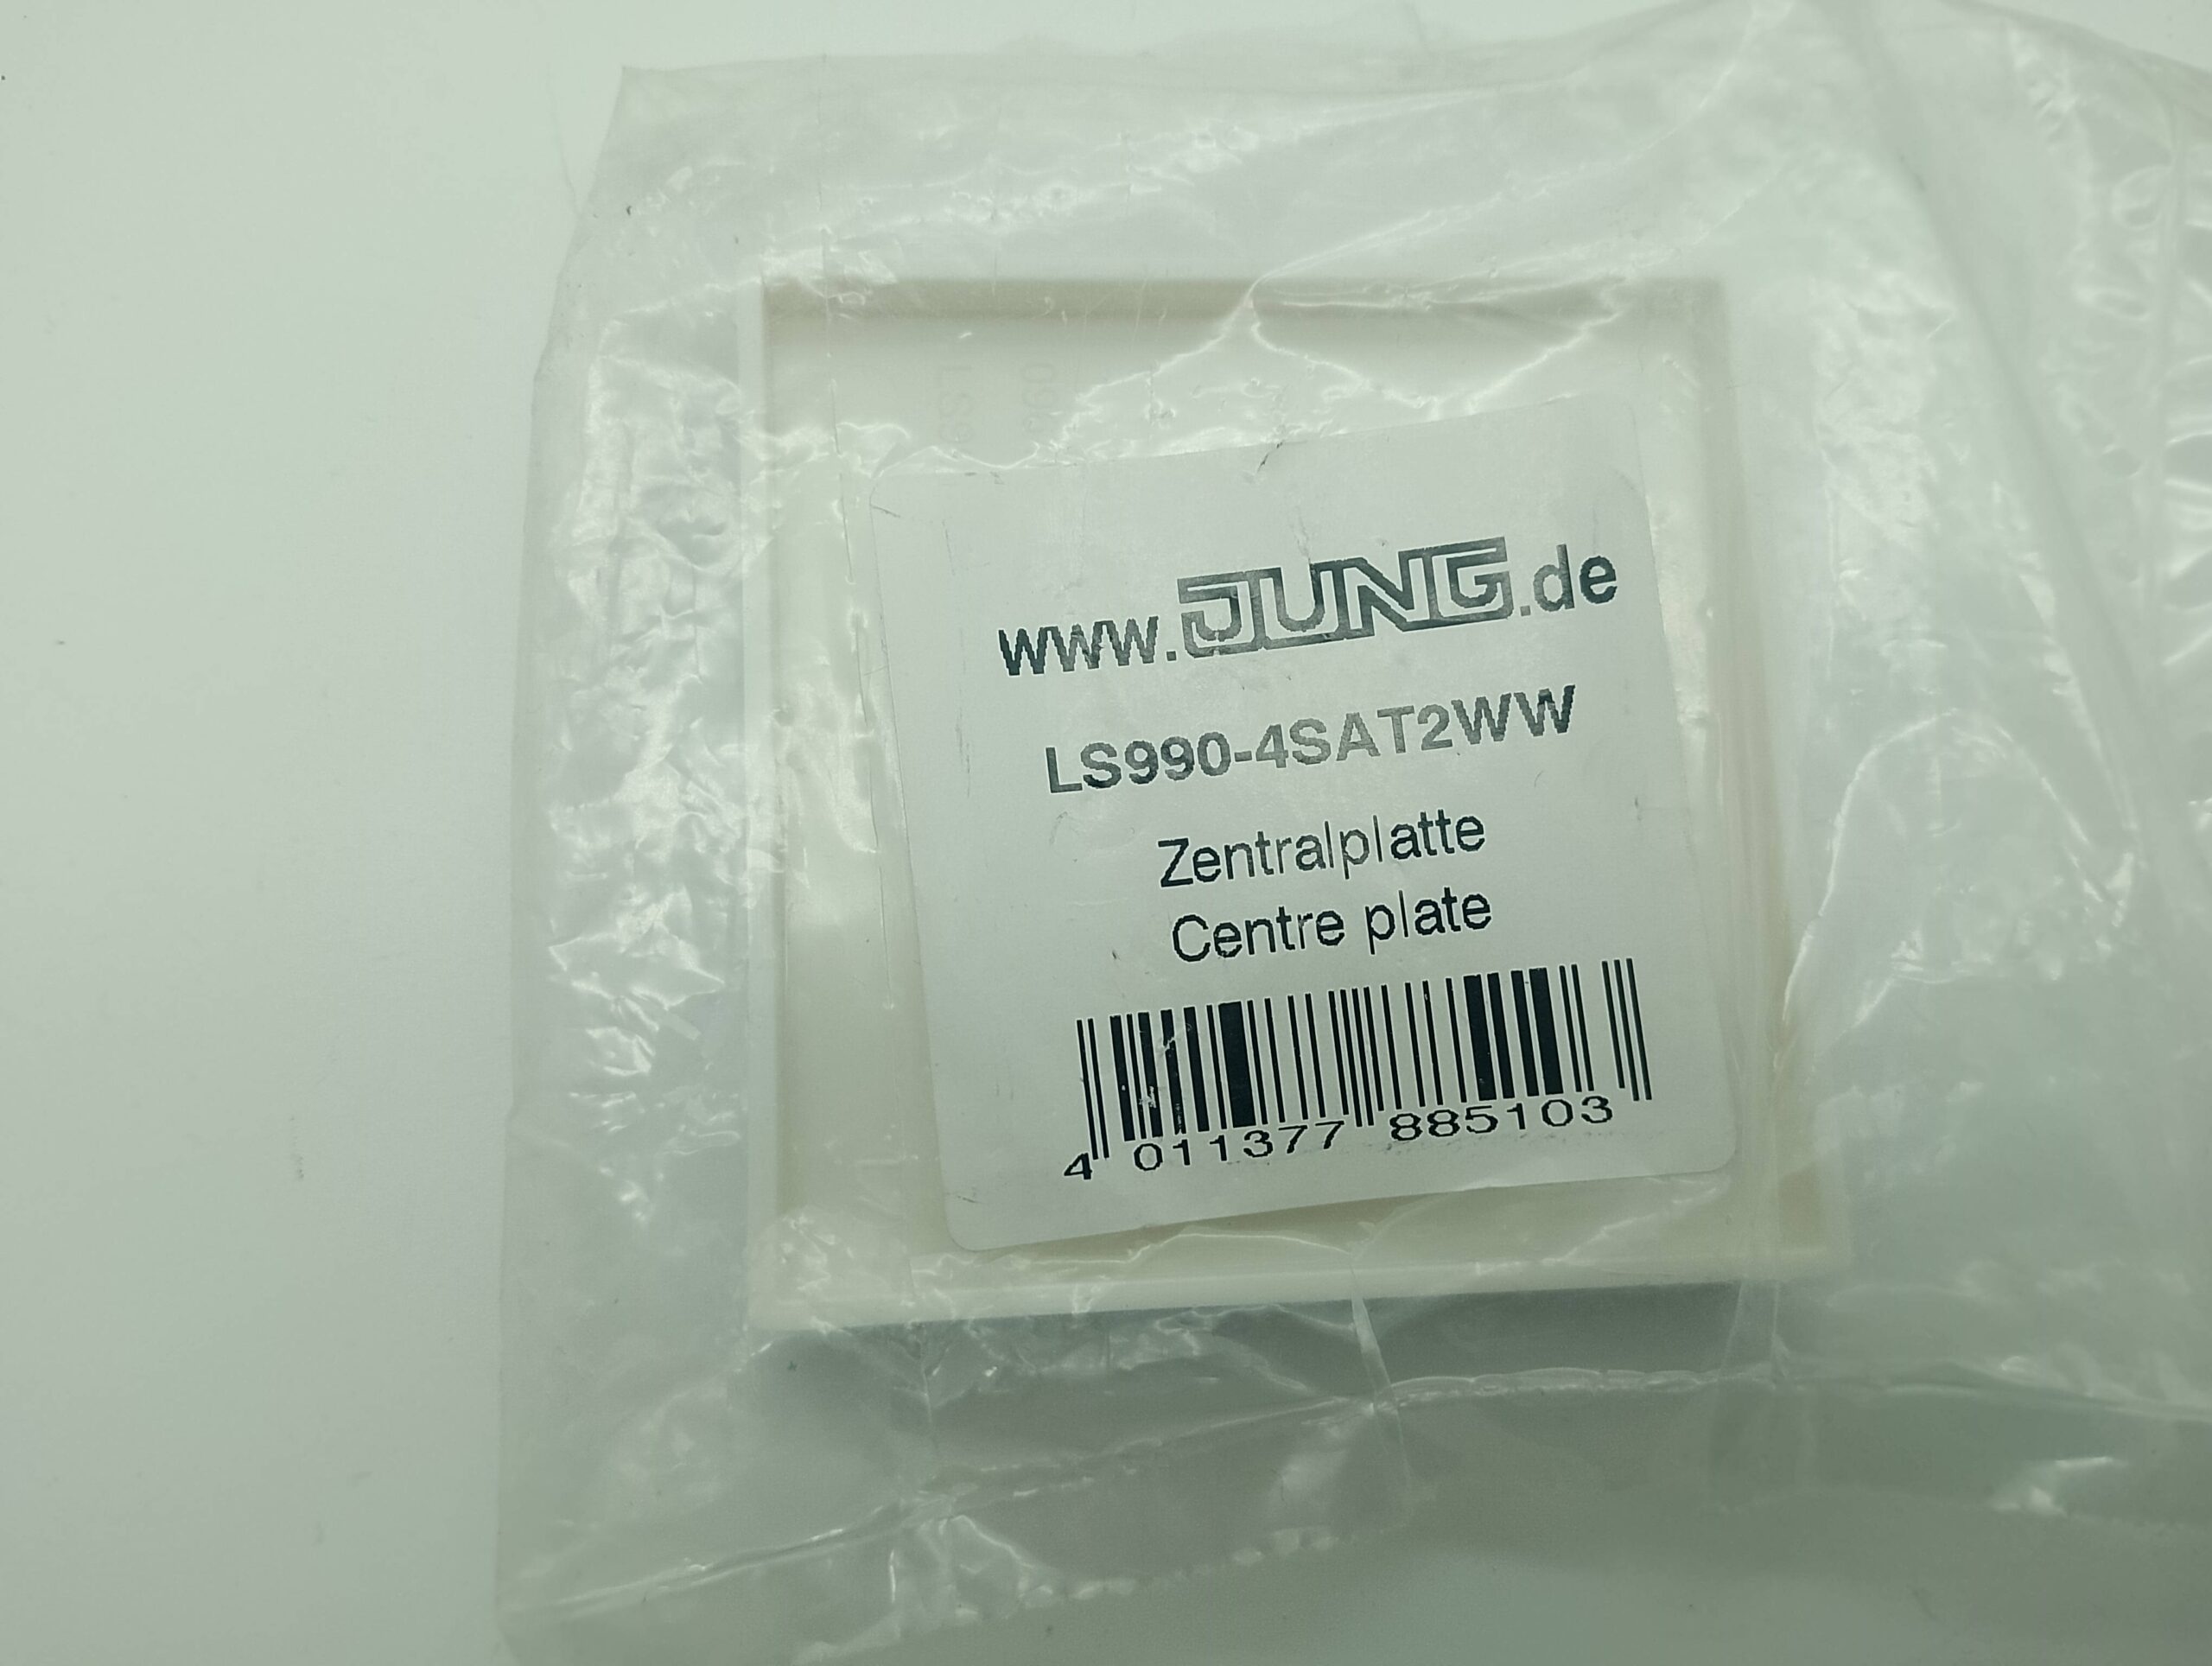 www.JUNG.de
LS990-4SAT2WW
Zentralplatte
Centre plate
4 011377 885103